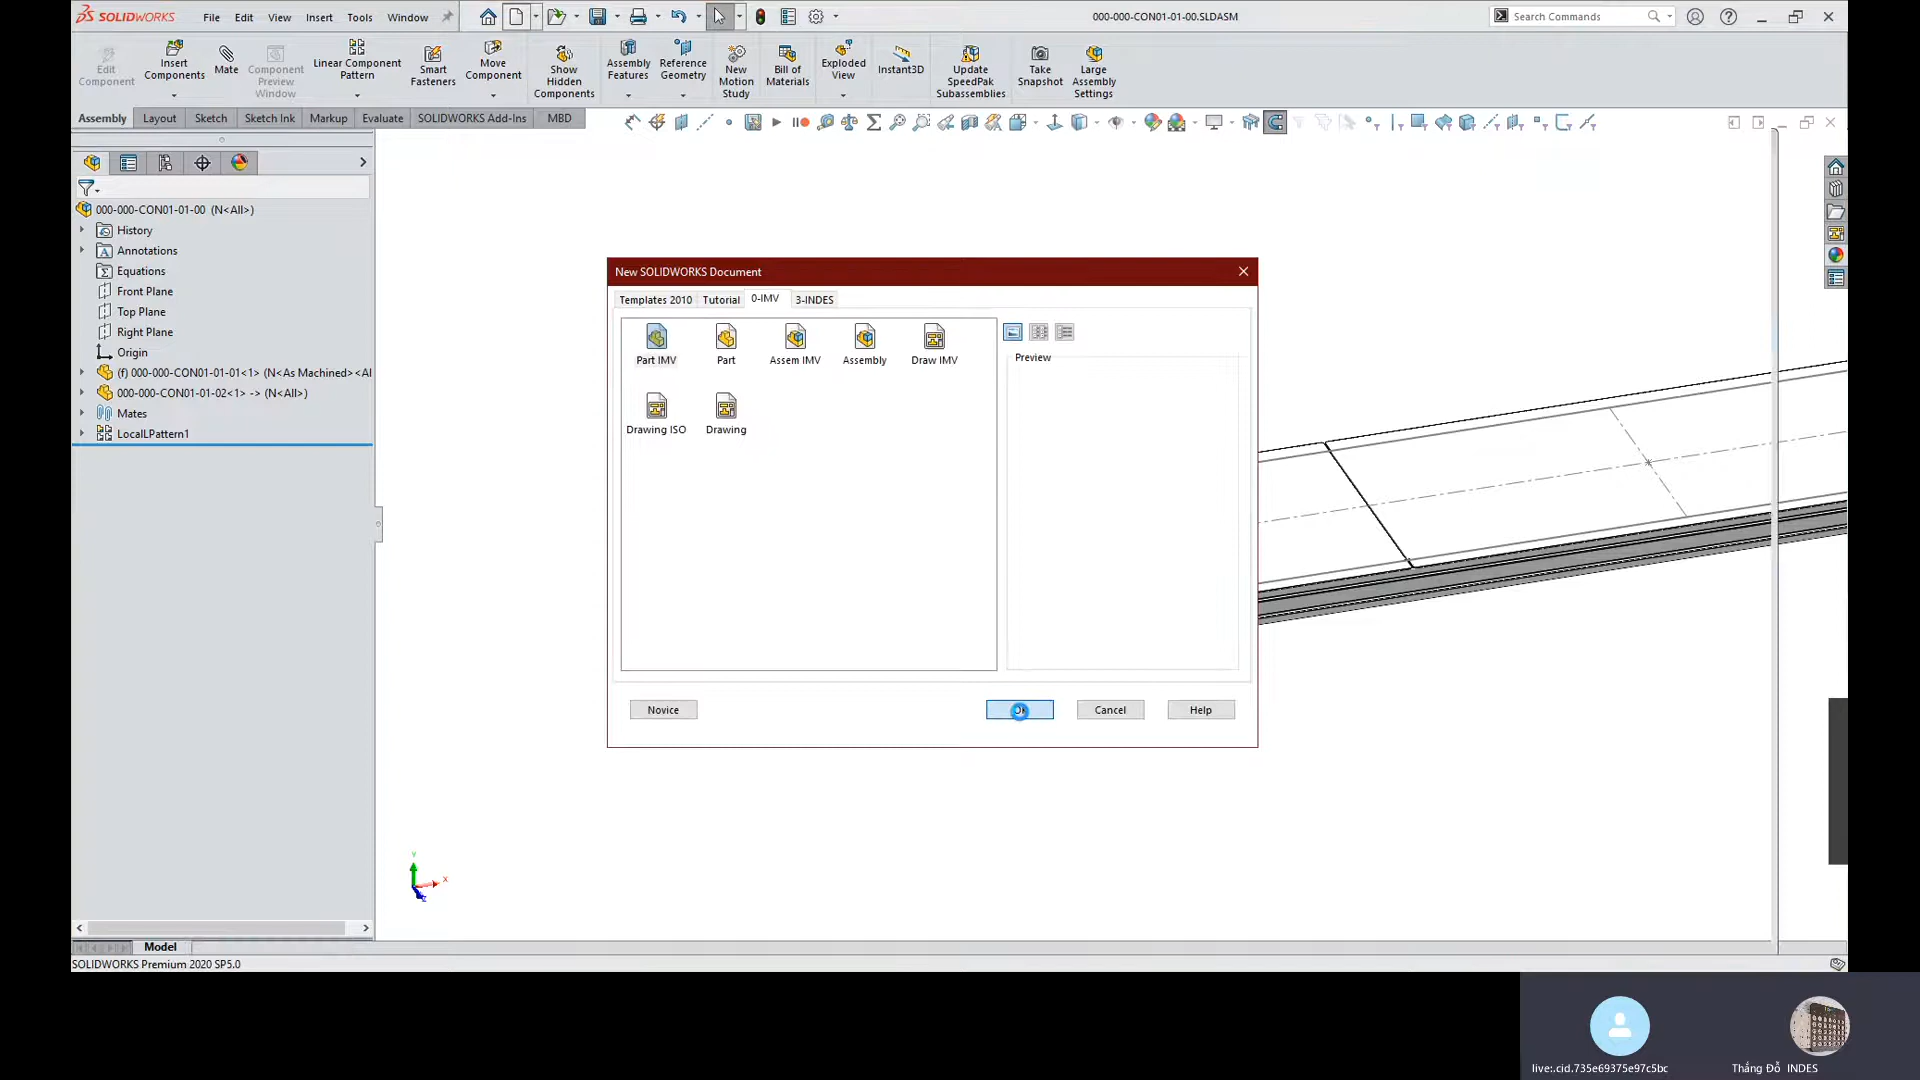 SOLIDWORKS File Edit View Insert Tools Window 000-000-CON01-01-00.SLDASM Search Commands
Edit Component
Insert Components
Mate
Component Preview Window
Linear Component Pattern
Smart Fasteners
Move Component
Show Hidden Components
Assembly Features
Reference Geometry
New Motion Study
Bill of Materials
Exploded View
Instant3D
Update SpeedPak Subassemblies
Take Snapshot
Large Assembly Settings
Assembly Layout Sketch Sketch Ink Markup Evaluate SOLIDWORKS Add-Ins MBD
000-000-CON01-01-00 (N<All>)
History
Annotations
Equations
Front Plane
Top Plane
Right Plane
Origin
(f) 000-000-CON01-01-01<1> (N<As Machined><Al
000-000-CON01-01-02<1> -> (N<All>)
Mates
LocalLPattern1
New SOLIDWORKS Document
Templates 2010 Tutorial 0-IMV 3-INDES
Part IMV Part Assem IMV Assembly Draw IMV
Drawing ISO Drawing
Preview
Novice Cancel Help
Y
X
Z
Model
SOLIDWORKS Premium 2020 SP5.0
live:.cid.735e69375e97c5bc Thắng Đỗ INDES